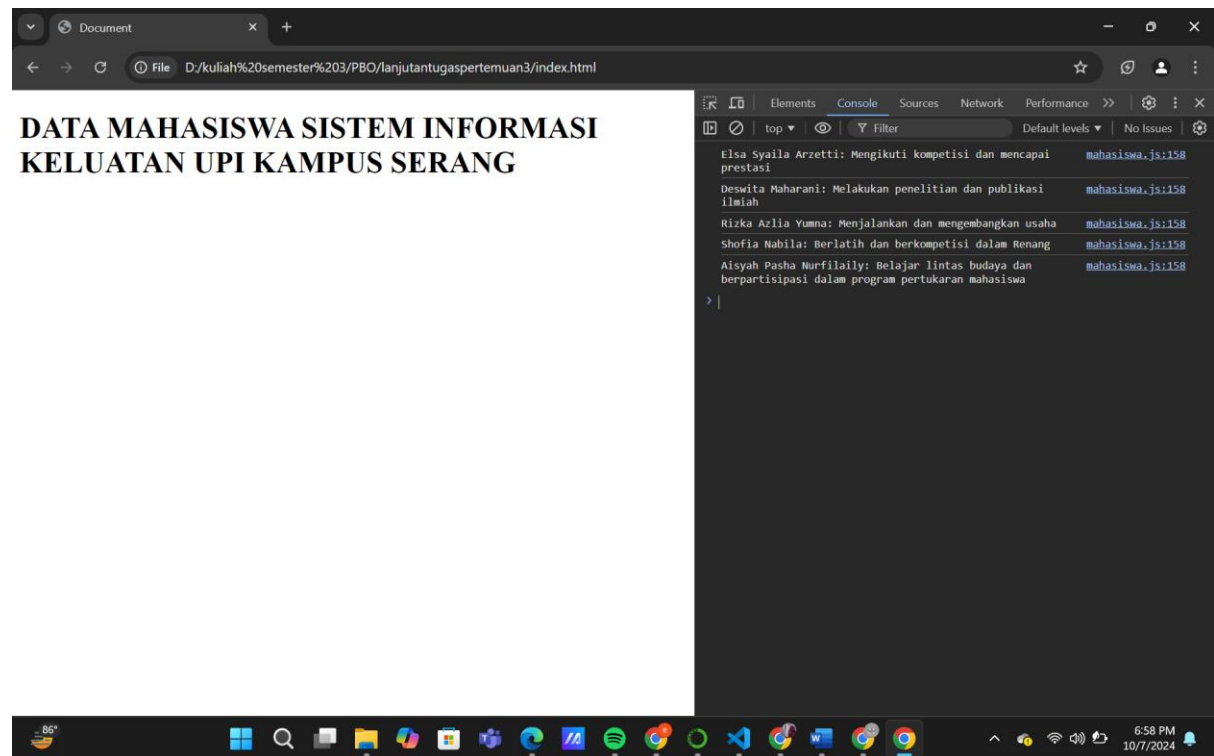 Document
File D:/kuliah%20semester%203/PBO/lanjutantugaspertemuan3/index.html
DATA MAHASISWA SISTEM INFORMASI
KELUATAN UPI KAMPUS SERANG
Elements Console Sources Network Performance
top Filter Default levels No Issues
Elsa Syaila Arzetti: Mengikuti kompetisi dan mencapai mahasiswa.js:158
prestasi
Deswita Maharani: Melakukan penelitian dan publikasi mahasiswa.js:158
ilmiah
Rizka Azlia Yumna: Menjalankan dan mengembangkan usaha mahasiswa.js:158
Shofia Nabila: Berlatih dan berkompetisi dalam Renang mahasiswa.js:158
Aisyah Pasha Nurfilaily: Belajar lintas budaya dan mahasiswa.js:158
berpartisipasi dalam program pertukaran mahasiswa
86°
6:58 PM
10/7/2024